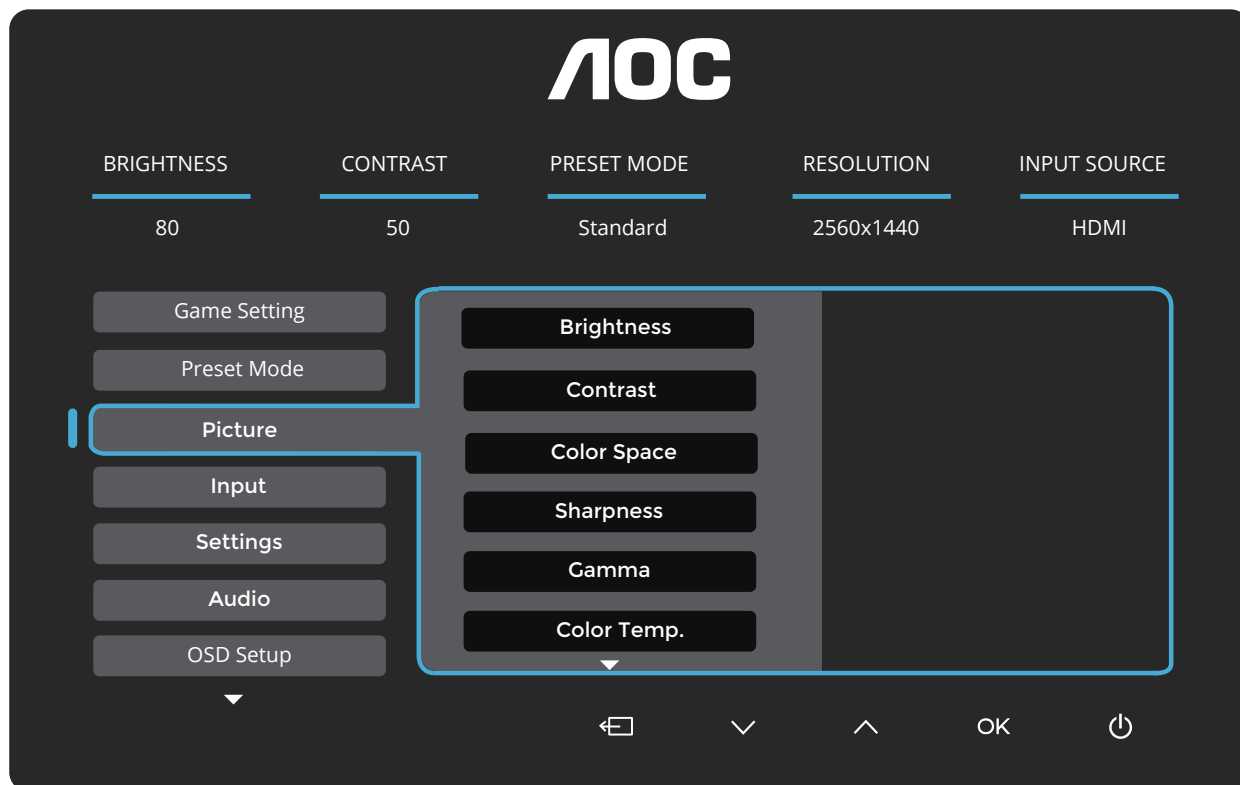 AOC
BRIGHTNESS CONTRAST PRESET MODE RESOLUTION INPUT SOURCE
80 50 Standard 2560x1440 HDMI
Game Setting
Preset Mode
Picture
Input
Settings
Audio
OSD Setup
Brightness
Contrast
Color Space
Sharpness
Gamma
Color Temp.
OK